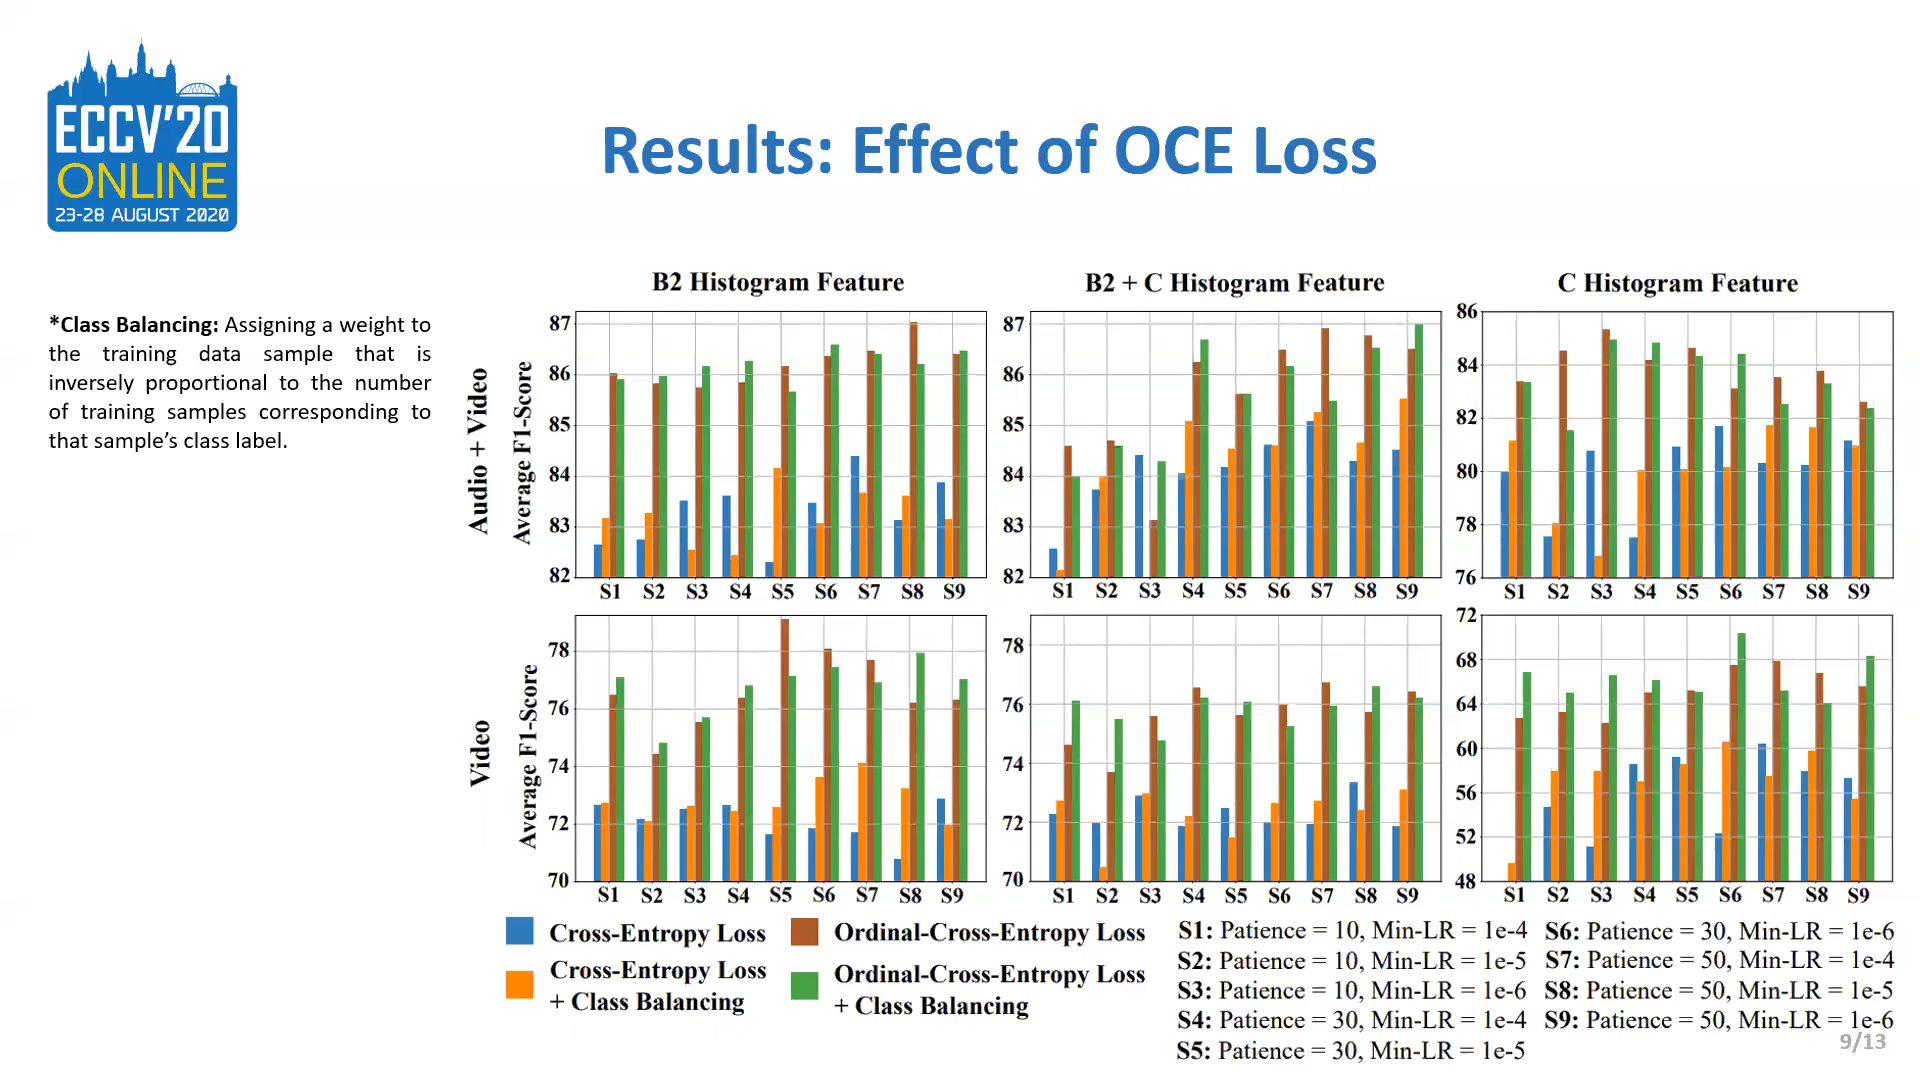 ECCV'20
ONLINE
23-28 AUGUST 2020
Results: Effect of OCE Loss
*Class Balancing: Assigning a weight to
the training data sample that is
inversely proportional to the number
of training samples corresponding to
that sample's class label.
B2 Histogram Feature
B2 + C Histogram Feature
C Histogram Feature
Audio + Video
Average F1-Score
87
86
85
84
83
82
S1 S2 S3 S4 S5 S6 S7 S8 S9
87
86
85
84
83
82
S1 S2 S3 S4 S5 S6 S7 S8 S9
86
84
82
80
78
76
S1 S2 S3 S4 S5 S6 S7 S8 S9
Video
Average F1-Score
78
76
74
72
70
S1 S2 S3 S4 S5 S6 S7 S8 S9
78
76
74
72
70
S1 S2 S3 S4 S5 S6 S7 S8 S9
72
68
64
60
56
52
48
S1 S2 S3 S4 S5 S6 S7 S8 S9
Cross-Entropy Loss
Cross-Entropy Loss
+ Class Balancing
Ordinal-Cross-Entropy Loss
Ordinal-Cross-Entropy Loss
+ Class Balancing
S1: Patience = 10, Min-LR = 1e-4
S2: Patience = 10, Min-LR = 1e-5
S3: Patience = 10, Min-LR = 1e-6
S4: Patience = 30, Min-LR = 1e-4
S5: Patience = 30, Min-LR = 1e-5
S6: Patience = 30, Min-LR = 1e-6
S7: Patience = 50, Min-LR = 1e-4
S8: Patience = 50, Min-LR = 1e-5
S9: Patience = 50, Min-LR = 1e-6
9/13